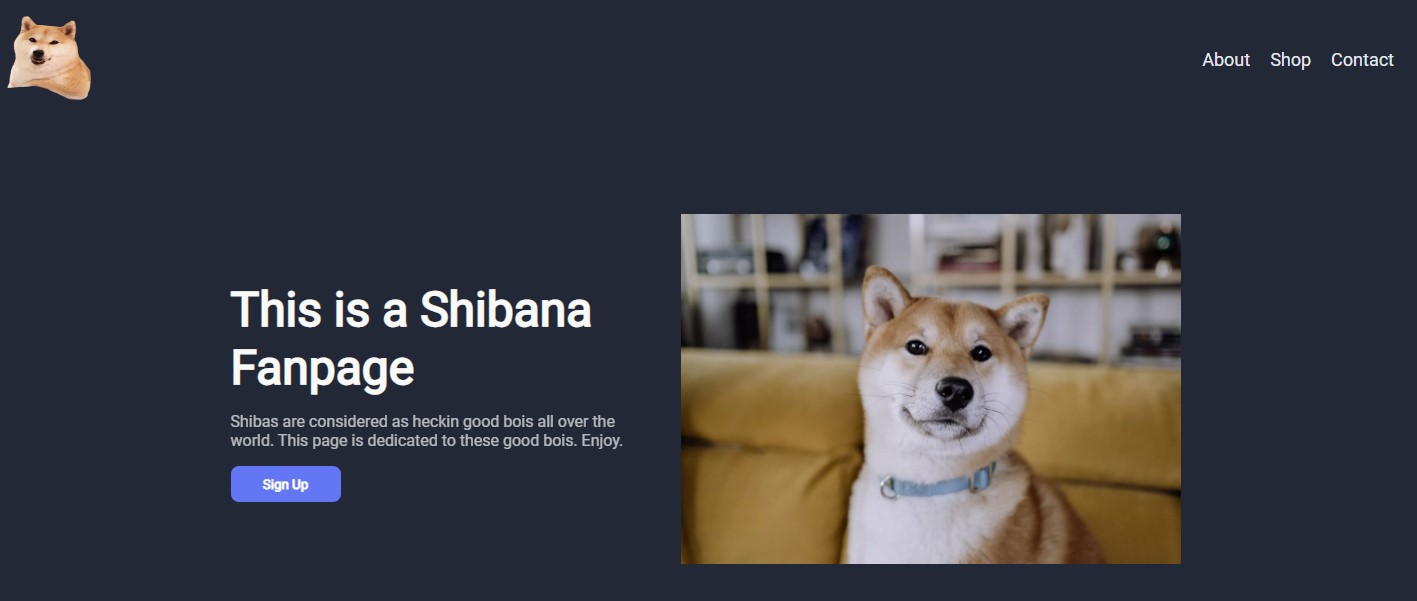 About Shop Contact
This is a Shibana
Fanpage
Shibas are considered as heckin good bois all over the
world. This page is dedicated to these good bois. Enjoy.
Sign Up